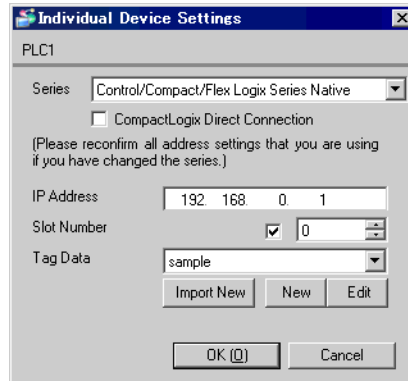 Individual Device Settings
PLC1
Series Control/Compact/Flex Logix Series Native
CompactLogix Direct Connection
(Please reconfirm all address settings that you are using
if you have changed the series.)
IP Address 192. 168. 0. 1
Slot Number 0
Tag Data sample
Import New New Edit
OK (O) Cancel